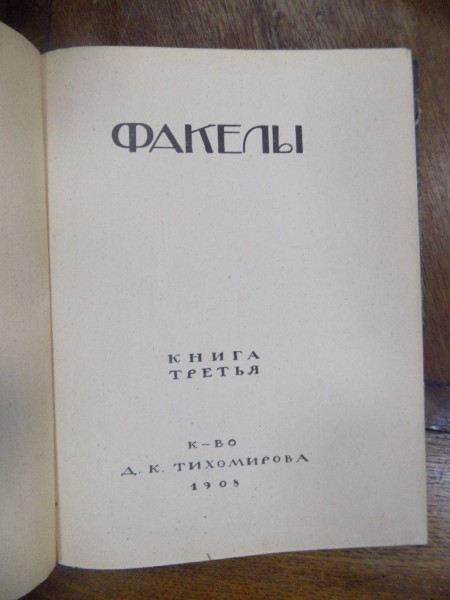 ФАКЕЛЫ
КНИГА
ТРЕТЬЯ
К–ВО
Д. К. ТИХОМИРОВА
1908